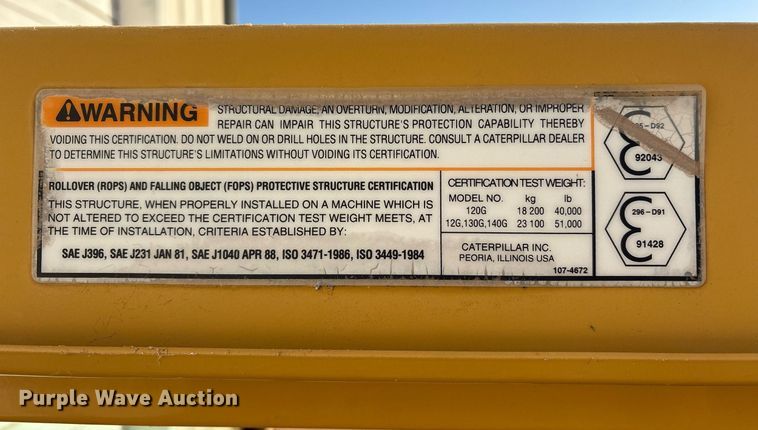 WARNING
STRUCTURAL DAMAGE, AN OVERTURN, MODIFICATION, ALTERATION, OR IMPROPER
REPAIR CAN IMPAIR THIS STRUCTURE'S PROTECTION CAPABILITY THEREBY
VOIDING THIS CERTIFICATION. DO NOT WELD ON OR DRILL HOLES IN THE STRUCTURE. CONSULT A CATERPILLAR DEALER
TO DETERMINE THIS STRUCTURE'S LIMITATIONS WITHOUT VOIDING ITS CERTIFICATION.
ROLLOVER (ROPS) AND FALLING OBJECT (FOPS) PROTECTIVE STRUCTURE CERTIFICATION
THIS STRUCTURE, WHEN PROPERLY INSTALLED ON A MACHINE WHICH IS
NOT ALTERED TO EXCEED THE CERTIFICATION TEST WEIGHT MEETS, AT
THE TIME OF INSTALLATION, CRITERIA ESTABLISHED BY:
SAE J396, SAE J231 JAN 81, SAE J1040 APR 88, ISO 3471-1986, ISO 3449-1984
CERTIFICATION TEST WEIGHT:
MODEL NO. kg lb
120G 18 200 40,000
12G,130G,140G 23 100 51,000
CATERPILLAR INC.
PEORIA, ILLINOIS USA
107-4672
92043
296-D91
91428
Purple Wave Auction